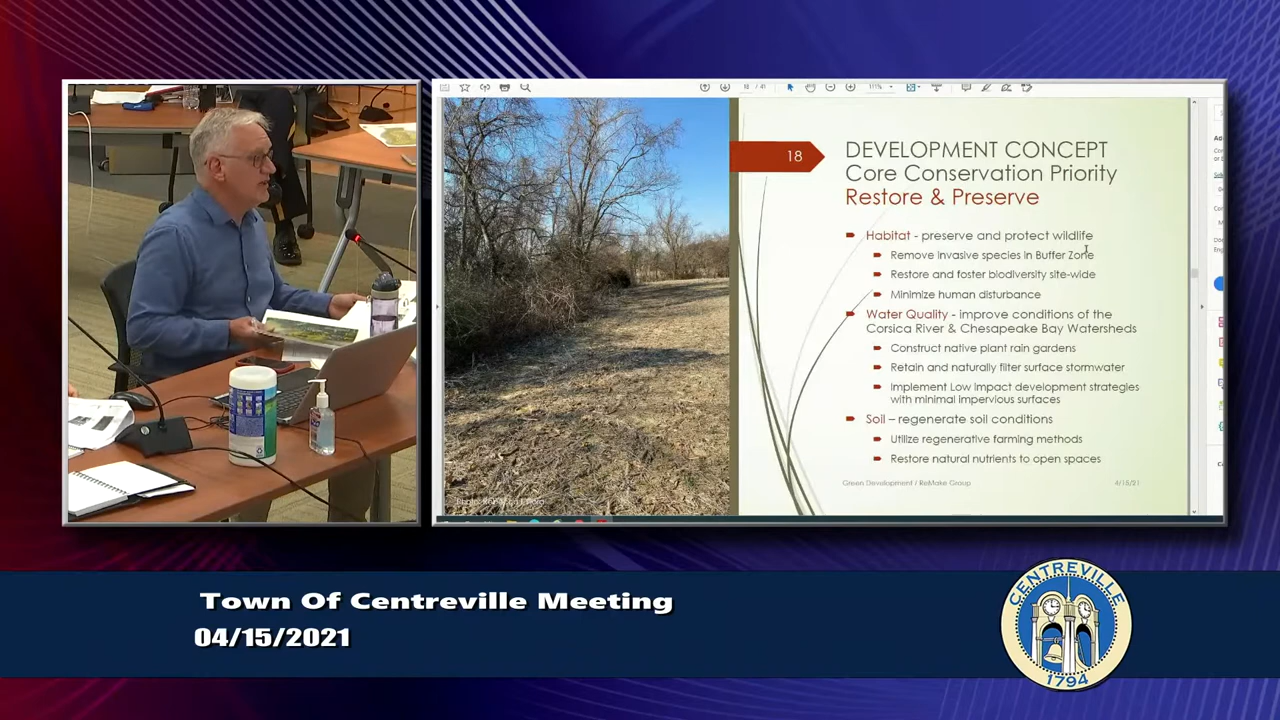 18
DEVELOPMENT CONCEPT
Core Conservation Priority
Restore & Preserve
Habitat - preserve and protect wildlife
Remove invasive species in Buffer Zone
Restore and foster biodiversity site-wide
Minimize human disturbance
Water Quality - improve conditions of the
Corsica River & Chesapeake Bay Watersheds
Construct native plant rain gardens
Retain and naturally filter surface stormwater
Implement Low impact development strategies
with minimal impervious surfaces
Soil – regenerate soil conditions
Utilize regenerative farming methods
Restore natural nutrients to open spaces
Green Development / ReMake Group
4/15/21
Town Of Centreville Meeting
04/15/2021
CENTREVILLE
1794